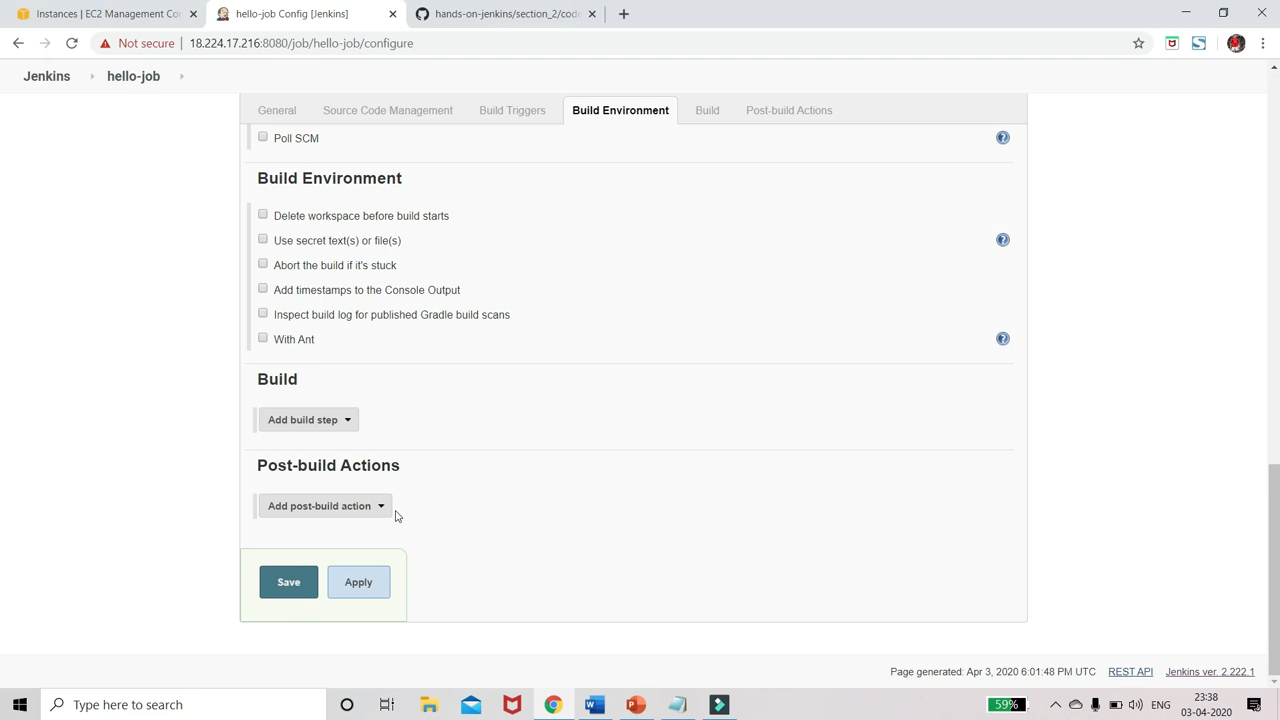 Instances | EC2 Management Con
hello-job Config [Jenkins]
hands-on-jenkins/section_2/code
Not secure
18.224.17.216:8080/job/hello-job/configure
Jenkins
hello-job
General
Source Code Management
Build Triggers
Build Environment
Build
Post-build Actions
Poll SCM
Build Environment
Delete workspace before build starts
Use secret text(s) or file(s)
Abort the build if it's stuck
Add timestamps to the Console Output
Inspect build log for published Gradle build scans
With Ant
Build
Add build step
Post-build Actions
Add post-build action
Save
Apply
Page generated: Apr 3, 2020 6:01:48 PM UTC
REST API
Jenkins ver. 2.222.1
Type here to search
59%
ENG
23:38
03-04-2020